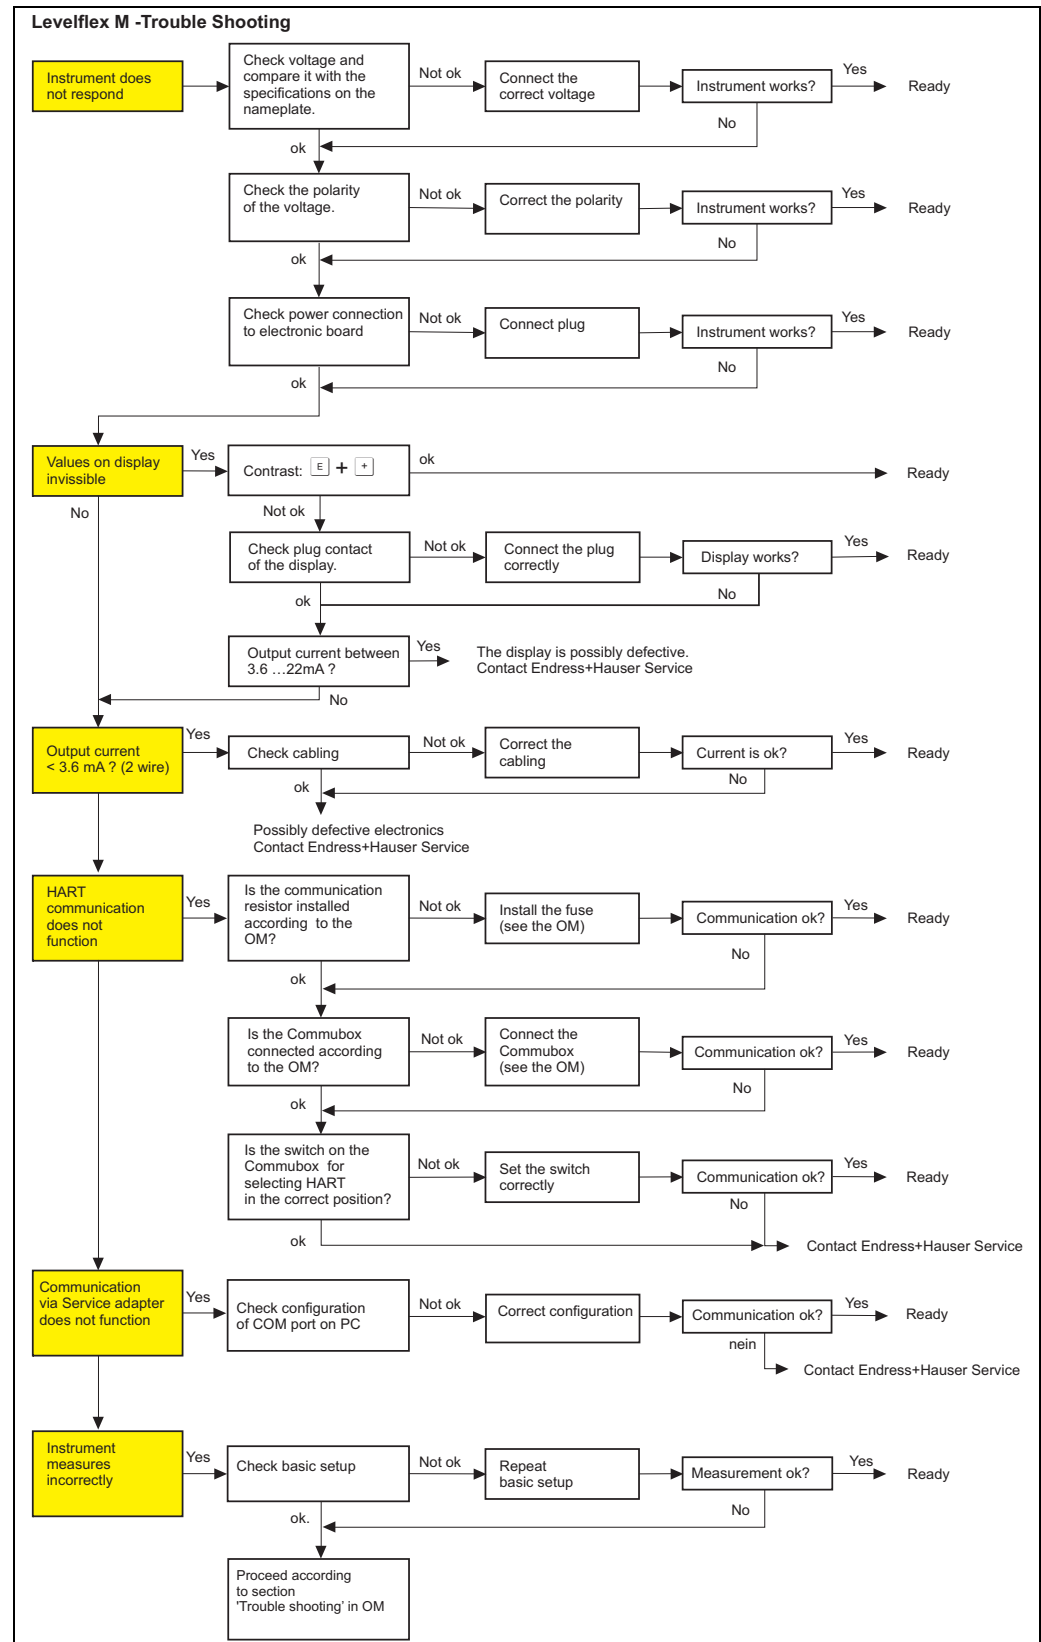 Levelflex M -Trouble Shooting
Instrument does
not respond
Check voltage and
compare it with the
specifications on the
nameplate.
Not ok
Connect the
correct voltage
Instrument works?
Yes
Ready
No
ok
Check the polarity
of the voltage.
Not ok
Correct the polarity
Instrument works?
Yes
Ready
No
ok
Check power connection
to electronic board
Not ok
Connect plug
Instrument works?
Yes
Ready
No
ok
Values on display
invissible
Yes
Contrast: E + +
ok
Ready
No
Not ok
Check plug contact
of the display.
Not ok
Connect the plug
correctly
Display works?
Yes
Ready
No
ok
Output current between
3.6 ...22mA ?
Yes
The display is possibly defective.
Contact Endress+Hauser Service
No
Output current
< 3.6 mA ? (2 wire)
Yes
Check cabling
Not ok
Correct the
cabling
Current is ok?
Yes
Ready
No
ok
Possibly defective electronics
Contact Endress+Hauser Service
HART
communication
does not
function
Yes
Is the communication
resistor installed
according to the
OM?
Not ok
Install the fuse
(see the OM)
Communication ok?
Yes
Ready
No
ok
Is the Commubox
connected according
to the OM?
Not ok
Connect the
Commubox
(see the OM)
Communication ok?
Yes
Ready
No
ok
Is the switch on the
Commubox for
selecting HART
in the correct position?
Not ok
Set the switch
correctly
Communication ok?
Yes
Ready
No
ok
Contact Endress+Hauser Service
Communication
via Service adapter
does not function
Yes
Check configuration
of COM port on PC
Not ok
Correct configuration
Communication ok?
Yes
Ready
nein
Contact Endress+Hauser Service
Instrument
measures
incorrectly
Yes
Check basic setup
Not ok
Repeat
basic setup
Measurement ok?
Yes
Ready
No
ok.
Proceed according
to section
'Trouble shooting' in OM